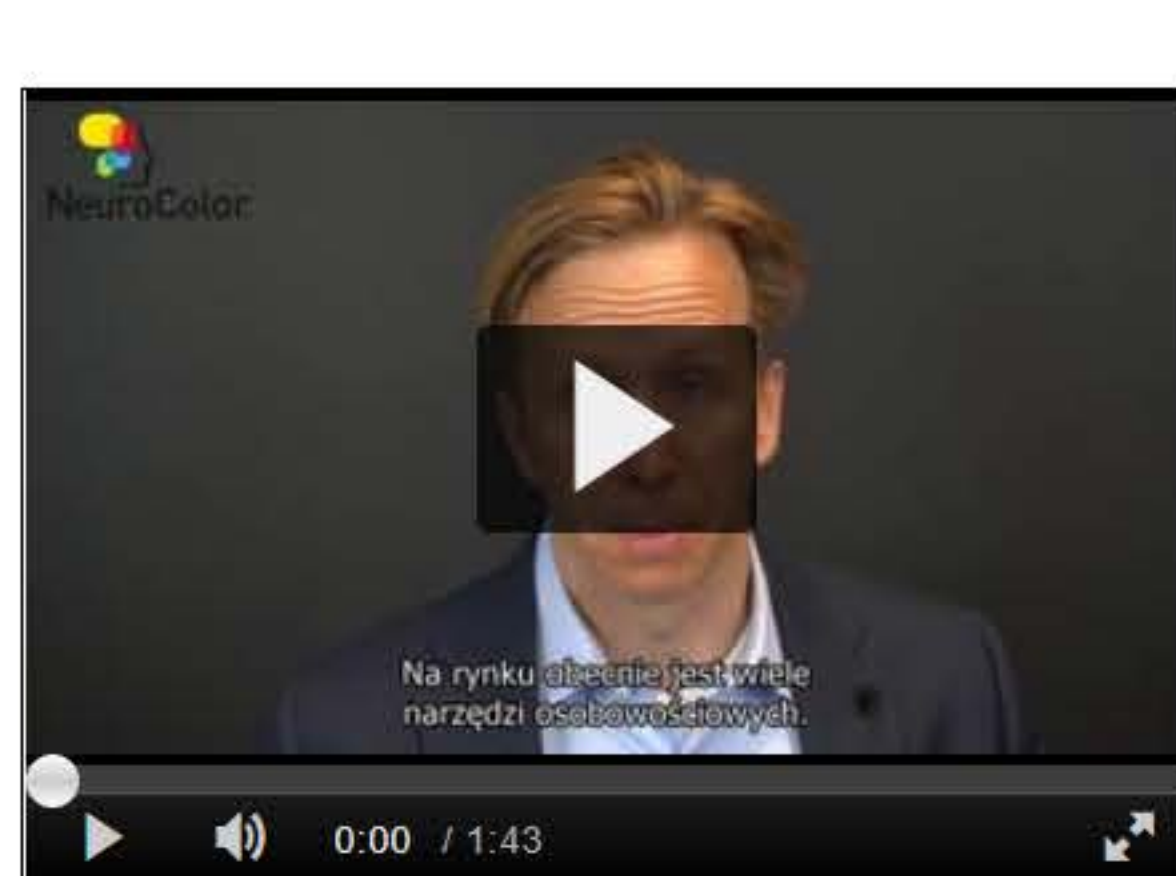 NeuroColor
Na rynku obecnie jest wiele
narzędzi osobowościowych.
0:00 / 1:43